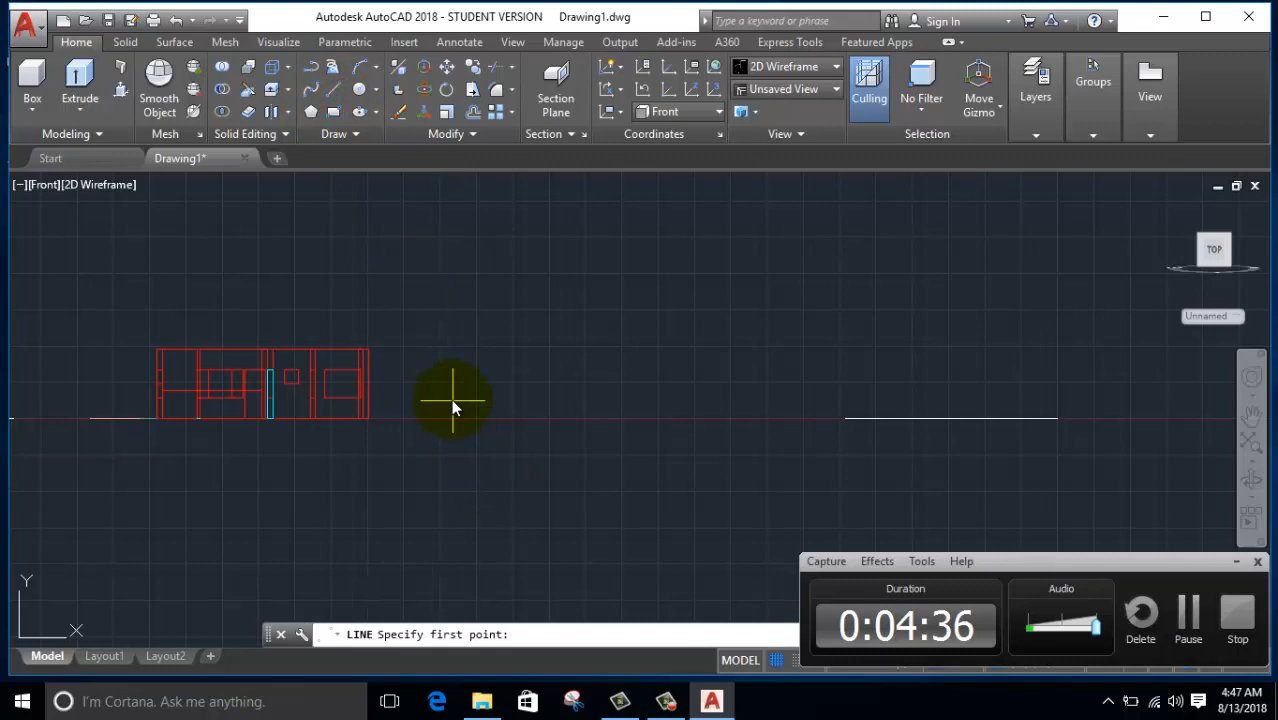 Autodesk AutoCAD 2018 - STUDENT VERSION Drawing1.dwg
Type a keyword or phrase
Sign In
Home Solid Surface Mesh Visualize Parametric Insert Annotate View Manage Output Add-ins A360 Express Tools Featured Apps
Box
Extrude
Smooth
Object
Section
Plane
Front
2D Wireframe
Unsaved View
Culling
No Filter
Move
Gizmo
Layers
Groups
View
Modeling
Mesh
Solid Editing
Draw
Modify
Section
Coordinates
View
Selection
Start
Drawing1*
[−][Front][2D Wireframe]
TOP
Unnamed
Y
X
LINE Specify first point:
Model Layout1 Layout2
MODEL
Capture Effects Tools Help
Duration
0:04:36
Audio
Delete
Pause
Stop
I'm Cortana. Ask me anything.
4:47 AM
8/13/2018